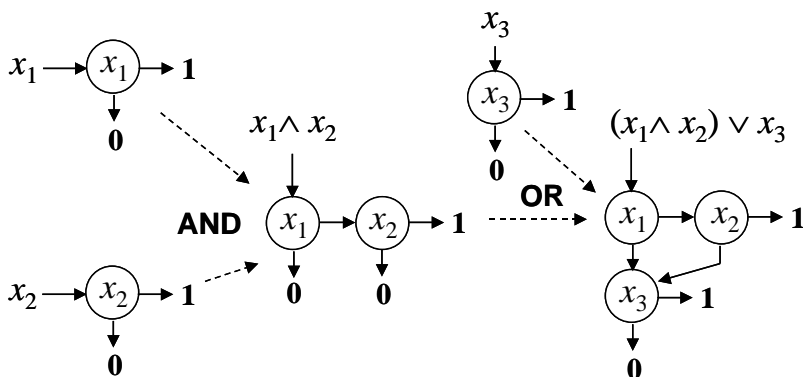 x₁ x₁ 1
0
x₃
x₃ 1
0
x₁∧ x₂
(x₁∧ x₂) ∨ x₃
AND
x₁ x₂ 1
0 0
OR
x₁ x₂ 1
x₃ 1
0
x₂ x₂ 1
0